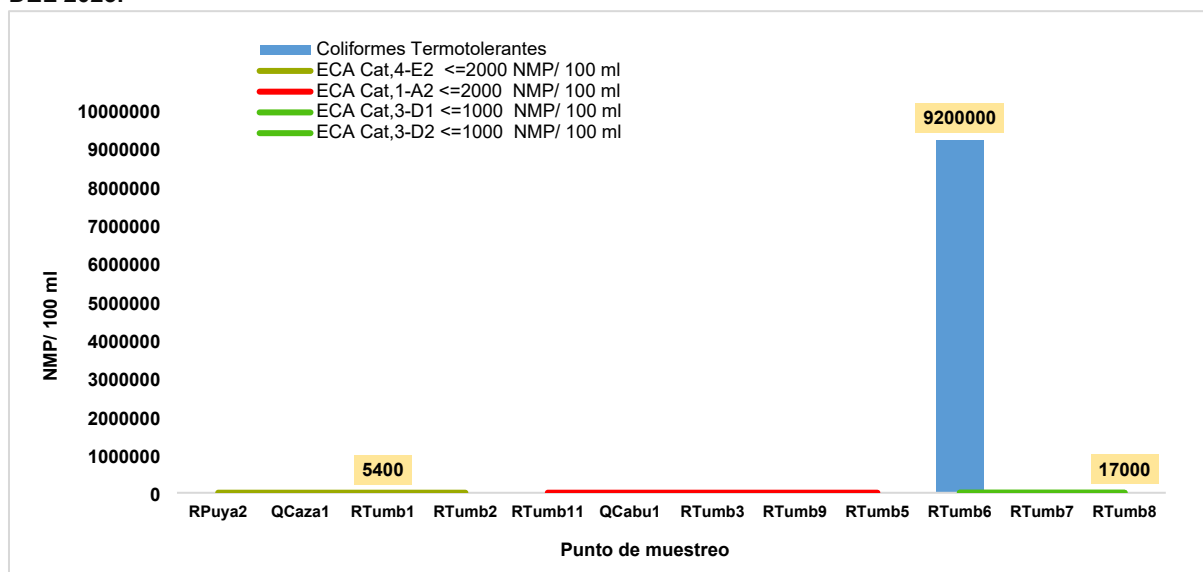 Coliformes Termotolerantes
ECA Cat,4-E2 <=2000 NMP/ 100 ml
ECA Cat,1-A2 <=2000 NMP/ 100 ml
ECA Cat,3-D1 <=1000 NMP/ 100 ml
ECA Cat,3-D2 <=1000 NMP/ 100 ml
10000000
9000000
8000000
7000000
6000000
5000000
4000000
3000000
2000000
1000000
0
NMP/ 100 ml
5400
9200000
17000
RPuya2 QCaza1 RTumb1 RTumb2 RTumb11 QCabu1 RTumb3 RTumb9 RTumb5 RTumb6 RTumb7 RTumb8
Punto de muestreo